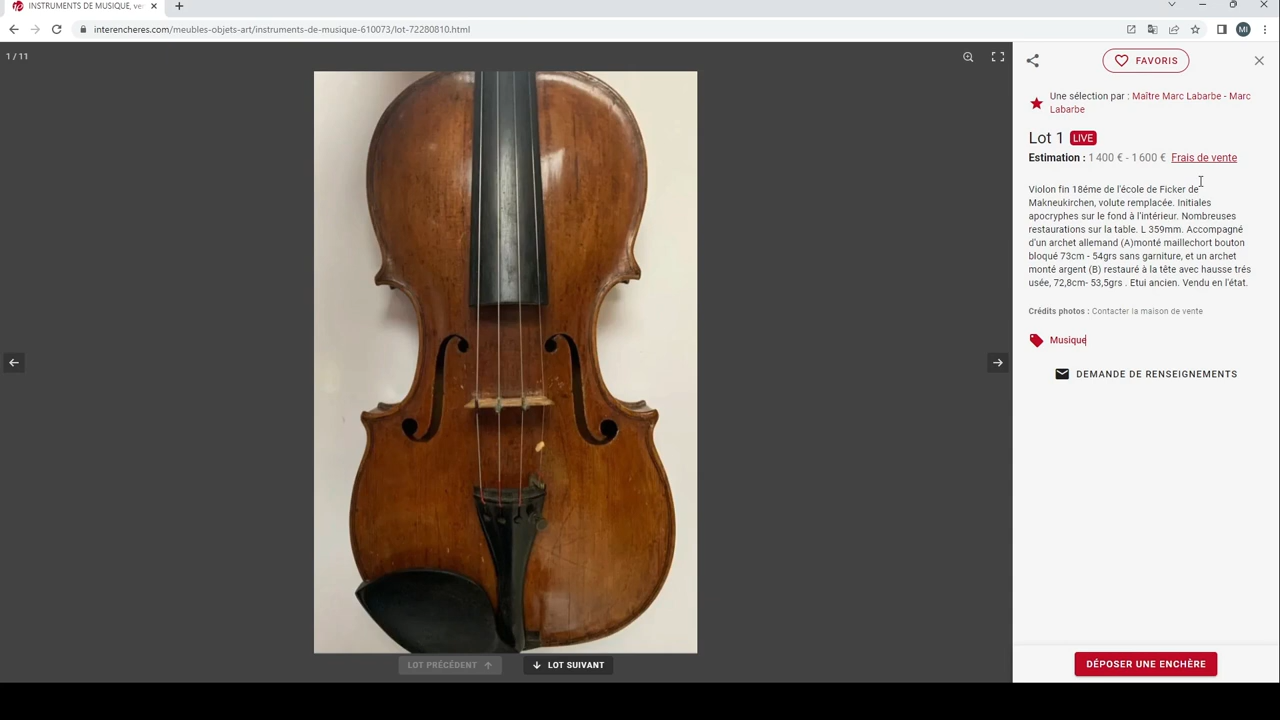 INSTRUMENTS DE MUSIQUE, ve
interencheres.com/meubles-objets-art/instruments-de-musique-610073/lot-72280810.html
MI
1 / 11
FAVORIS
Une sélection par : Maître Marc Labarbe - Marc
Labarbe
Lot 1 LIVE
Estimation : 1 400 € - 1 600 € Frais de vente
Violon fin 18éme de l'école de Ficker de
Makneukirchen, volute remplacée. Initiales
apocryphes sur le fond à l'intérieur. Nombreuses
restaurations sur la table. L 359mm. Accompagné
d'un archet allemand (A)monté maillechort bouton
bloqué 73cm - 54grs sans garniture, et un archet
monté argent (B) restauré à la tête avec hausse trés
usée, 72,8cm- 53,5grs . Etui ancien. Vendu en l'état.
Crédits photos : Contacter la maison de vente
Musique
DEMANDE DE RENSEIGNEMENTS
LOT PRÉCÉDENT
LOT SUIVANT
DÉPOSER UNE ENCHÈRE